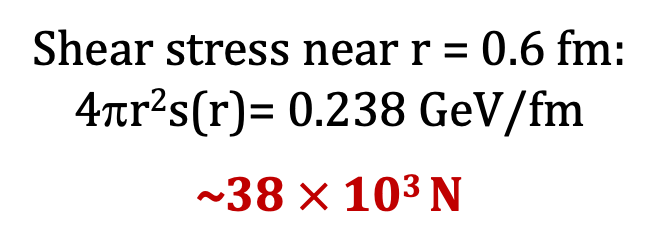 Shear stress near r = 0.6 fm:
4πr²s(r)= 0.238 GeV/fm
~38 × 10³ N